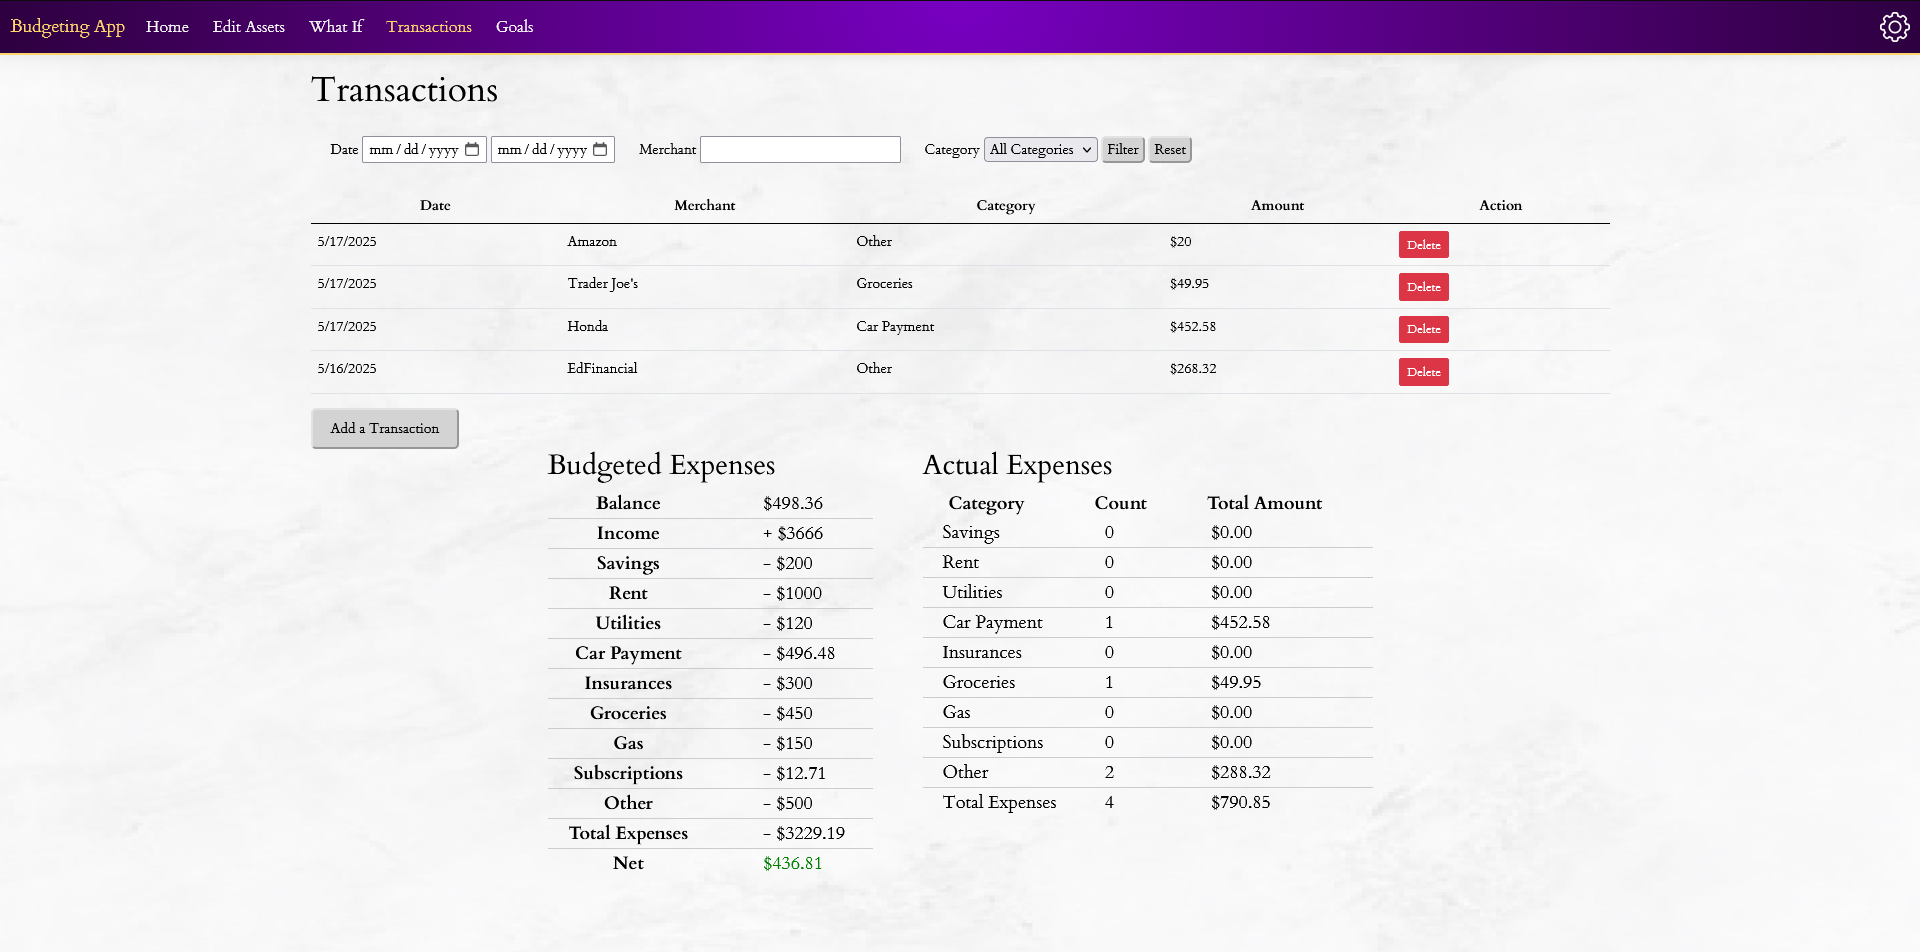 Budgeting App Home Edit Assets What If Transactions Goals
Transactions
Date mm/dd/yyyy mm/dd/yyyy Merchant Category All Categories Filter Reset
Date Merchant Category Amount Action
5/17/2025 Amazon Other $20 Delete
5/17/2025 Trader Joe's Groceries $49.95 Delete
5/17/2025 Honda Car Payment $452.58 Delete
5/16/2025 EdFinancial Other $268.32 Delete
Add a Transaction
Budgeted Expenses
Balance $498.36
Income + $3666
Savings - $200
Rent - $1000
Utilities - $120
Car Payment - $496.48
Insurances - $300
Groceries - $450
Gas - $150
Subscriptions - $12.71
Other - $500
Total Expenses - $3229.19
Net $436.81
Actual Expenses
Category Count Total Amount
Savings 0 $0.00
Rent 0 $0.00
Utilities 0 $0.00
Car Payment 1 $452.58
Insurances 0 $0.00
Groceries 1 $49.95
Gas 0 $0.00
Subscriptions 0 $0.00
Other 2 $288.32
Total Expenses 4 $790.85